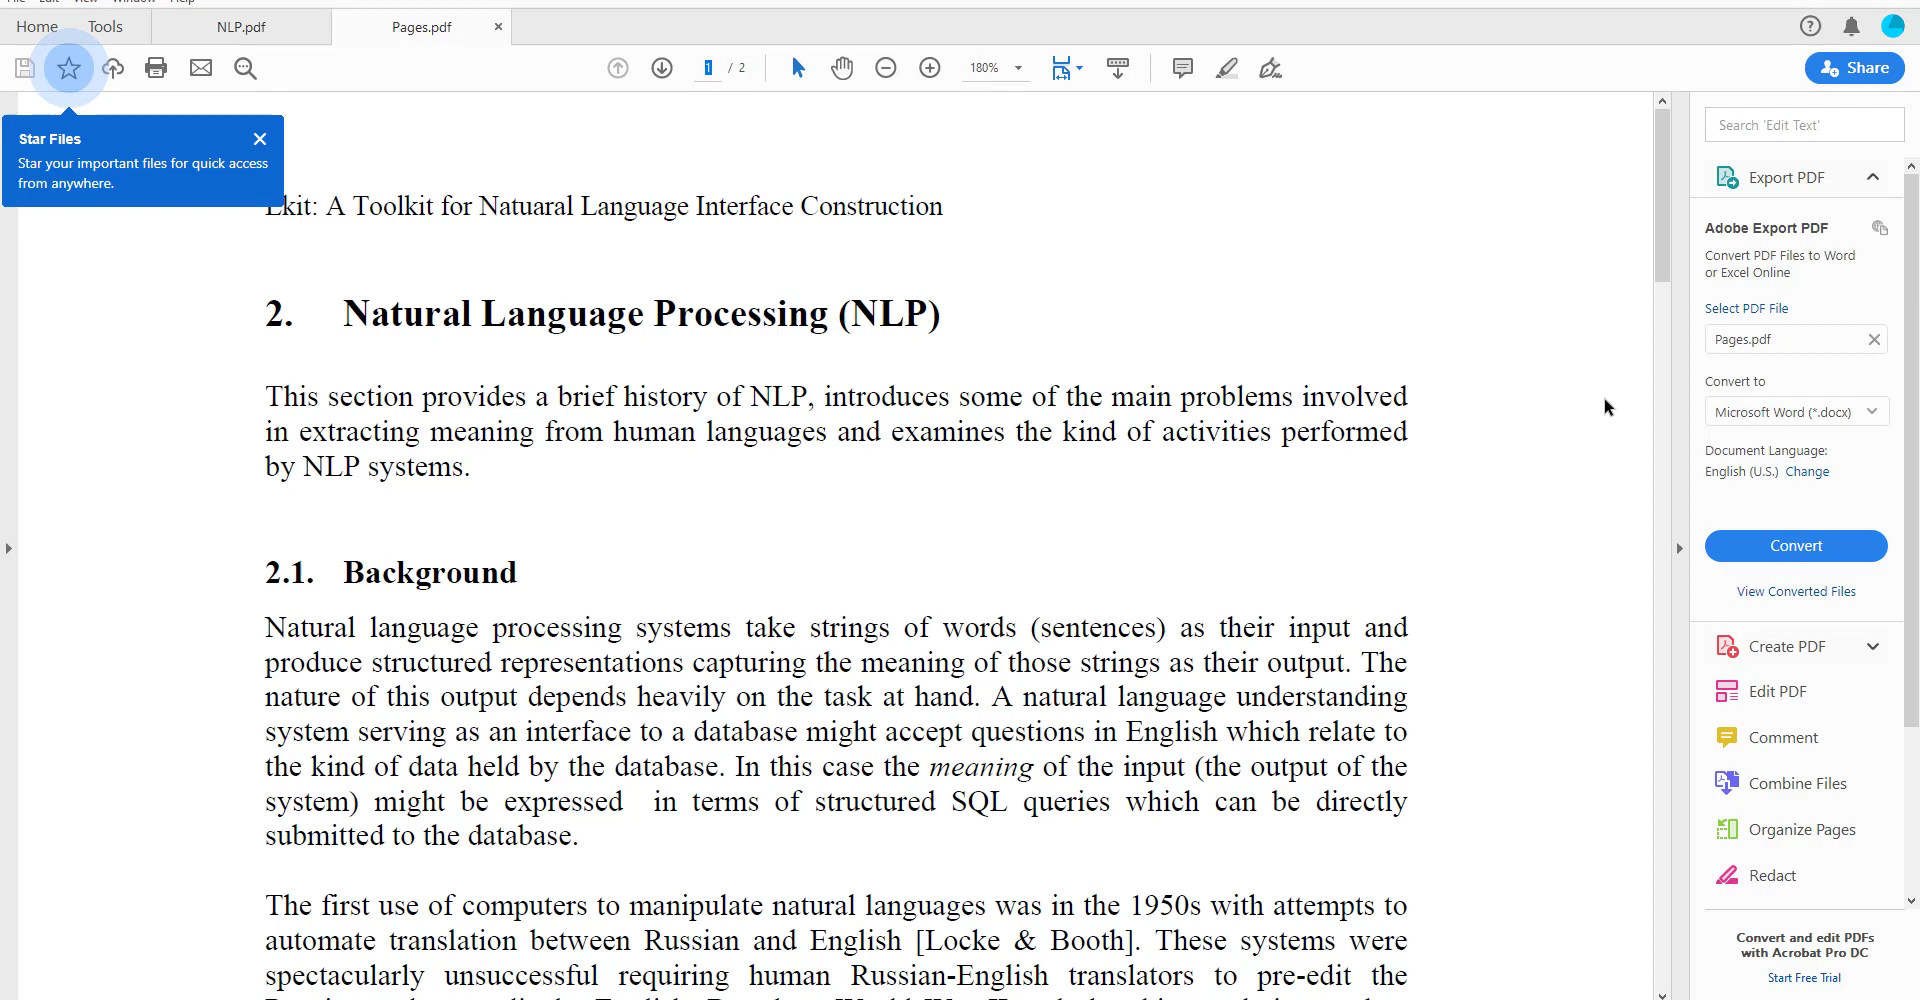 File Edit View Window Help
Home Tools NLP.pdf Pages.pdf
1 / 2 180% Share
Star Files
Star your important files for quick access
from anywhere.
Search 'Edit Text'
Export PDF
Adobe Export PDF
Convert PDF Files to Word
or Excel Online
Select PDF File
Pages.pdf
Convert to
Microsoft Word (*.docx)
Document Language:
English (U.S.) Change
Convert
View Converted Files
Create PDF
Edit PDF
Comment
Combine Files
Organize Pages
Redact
Convert and edit PDFs
with Acrobat Pro DC
Start Free Trial
Ekit: A Toolkit for Natuaral Language Interface Construction
2. Natural Language Processing (NLP)
This section provides a brief history of NLP, introduces some of the main problems involved
in extracting meaning from human languages and examines the kind of activities performed
by NLP systems.
2.1. Background
Natural language processing systems take strings of words (sentences) as their input and
produce structured representations capturing the meaning of those strings as their output. The
nature of this output depends heavily on the task at hand. A natural language understanding
system serving as an interface to a database might accept questions in English which relate to
the kind of data held by the database. In this case the meaning of the input (the output of the
system) might be expressed in terms of structured SQL queries which can be directly
submitted to the database.
The first use of computers to manipulate natural languages was in the 1950s with attempts to
automate translation between Russian and English [Locke & Booth]. These systems were
spectacularly unsuccessful requiring human Russian-English translators to pre-edit the